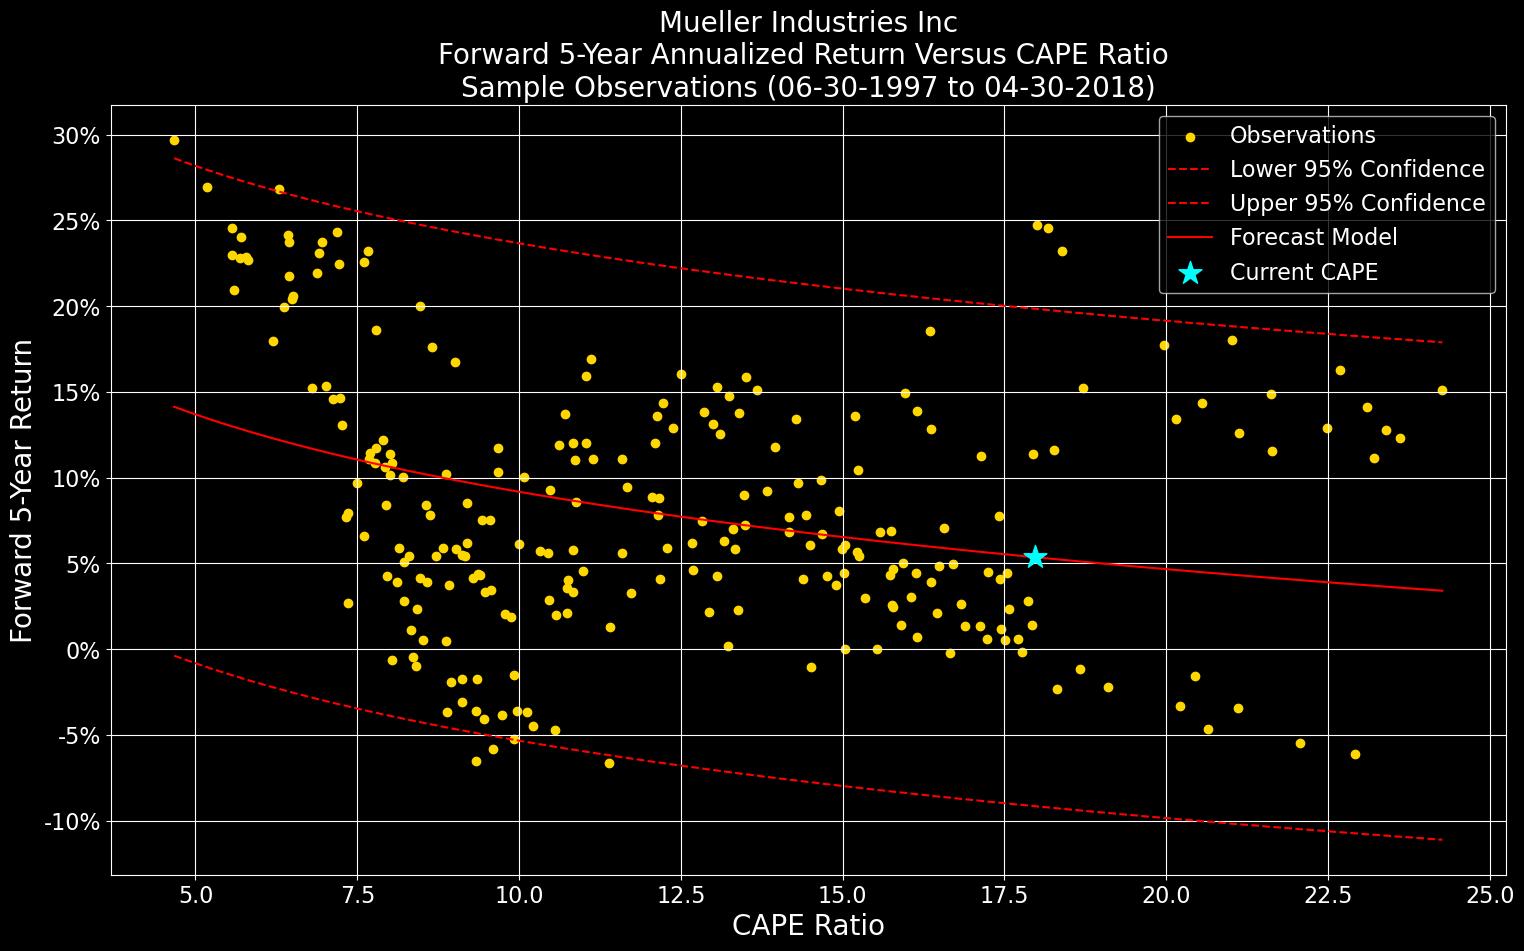 Mueller Industries Inc
Forward 5-Year Annualized Return Versus CAPE Ratio
Sample Observations (06-30-1997 to 04-30-2018)
Observations
Lower 95% Confidence
Upper 95% Confidence
Forecast Model
Current CAPE
Forward 5-Year Return
30%
25%
20%
15%
10%
5%
0%
-5%
-10%
5.0 7.5 10.0 12.5 15.0 17.5 20.0 22.5 25.0
CAPE Ratio